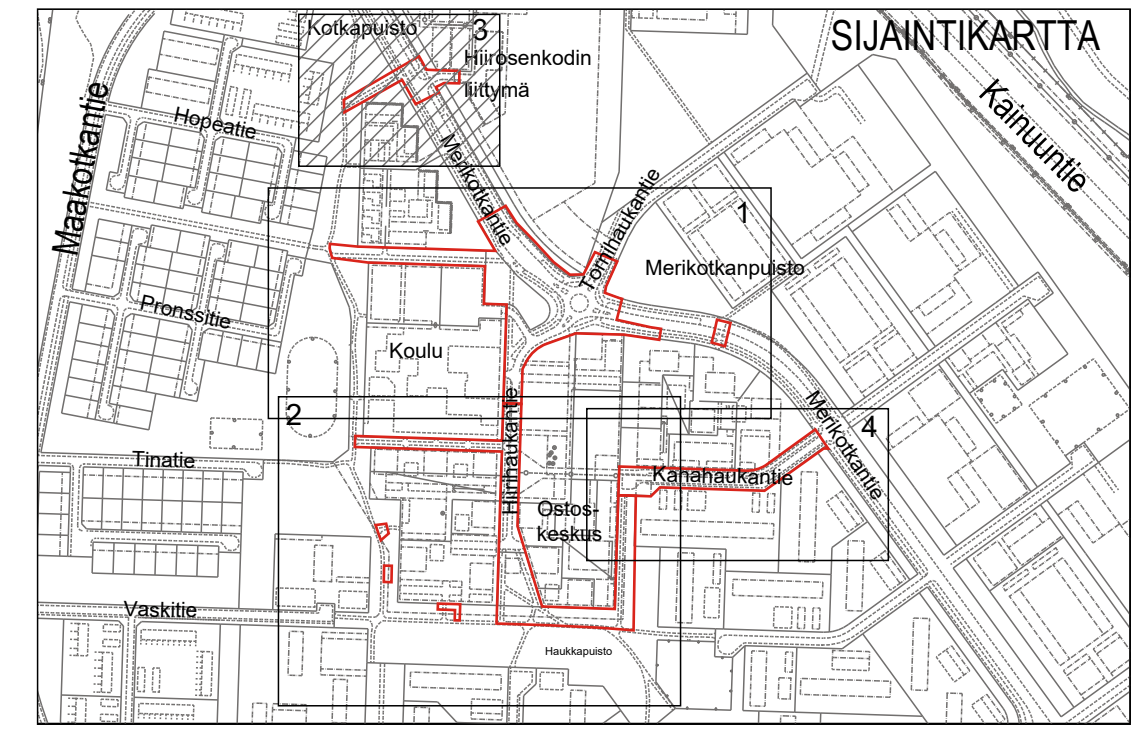 SIJAINTIKARTTA
Kotkapuisto
3
Hiirosenkodin
liittymä
Maakotkantie
Hopeatie
Kainuuntie
Merikotkantie
Tornihaukantie
1
Merikotkanpuisto
Pronssitie
Koulu
Hiirihaukantie
2
Merikotkantie
4
Tinatie
Kanahaukantie
Ostos-
keskus
Vaskitie
Haukkapuisto